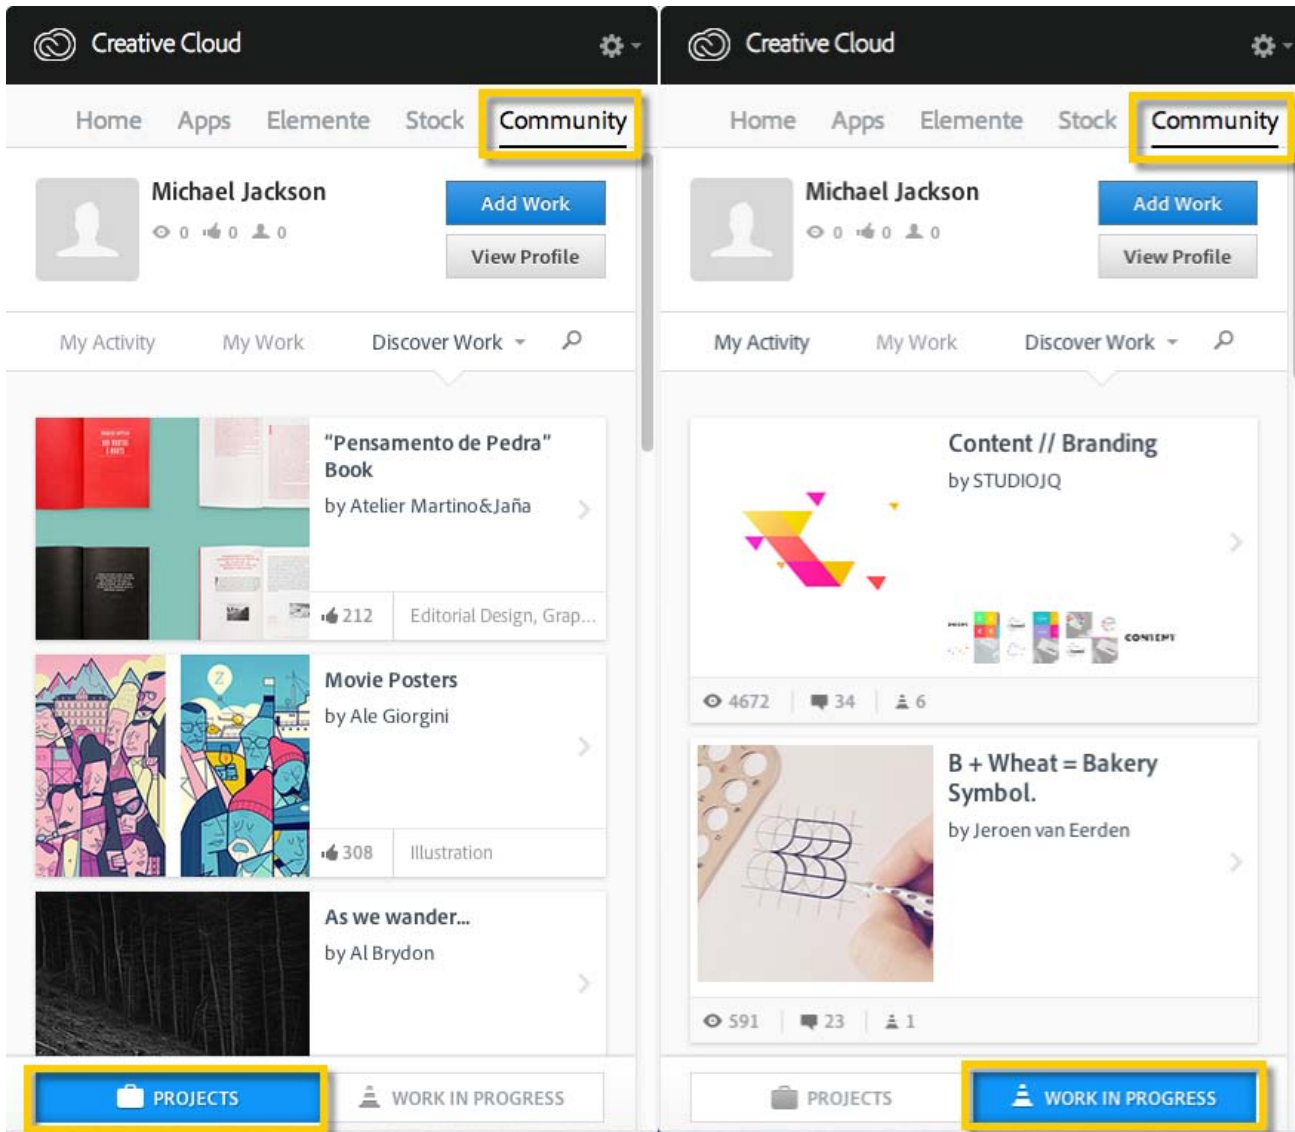 Creative Cloud
Home Apps Elemente Stock Community
Michael Jackson
Add Work
0 0 0
View Profile
My Activity My Work Discover Work
"Pensamento de Pedra"
Book
by Atelier Martino&Jaña
212 Editorial Design, Grap...
Movie Posters
by Ale Giorgini
308 Illustration
As we wander...
by Al Brydon
PROJECTS WORK IN PROGRESS
Creative Cloud
Home Apps Elemente Stock Community
Michael Jackson
Add Work
0 0 0
View Profile
My Activity My Work Discover Work
Content // Branding
by STUDIOJQ
CONTENT
4672 34 6
B + Wheat = Bakery
Symbol.
by Jeroen van Eerden
591 23 1
PROJECTS WORK IN PROGRESS